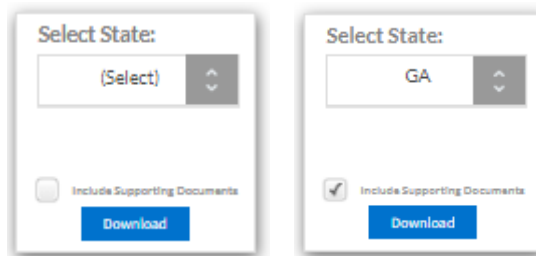 Select State:
(Select)
Include Supporting Documents
Download
Select State:
GA
Include Supporting Documents
Download